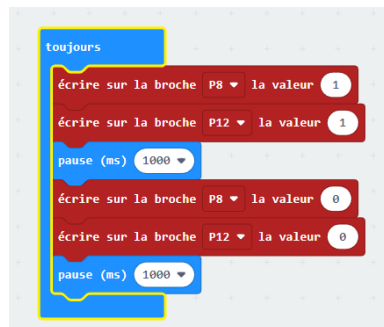 toujours
écrire sur la broche P8 la valeur 1
écrire sur la broche P12 la valeur 1
pause (ms) 1000
écrire sur la broche P8 la valeur 0
écrire sur la broche P12 la valeur 0
pause (ms) 1000